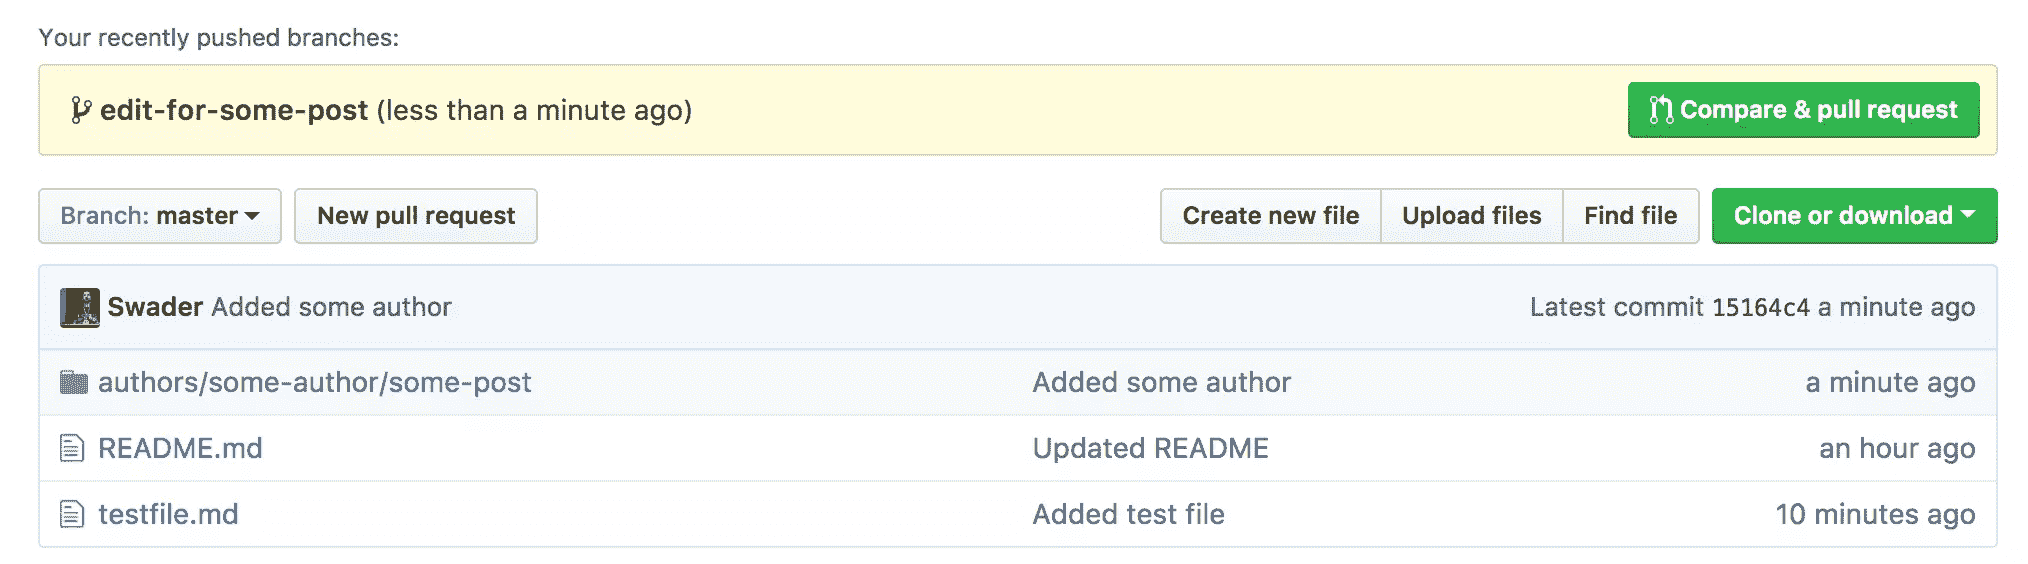 Your recently pushed branches:
edit-for-some-post (less than a minute ago) Compare & pull request
Branch: master New pull request Create new file Upload files Find file Clone or download
Swader Added some author Latest commit 15164c4 a minute ago
authors/some-author/some-post Added some author a minute ago
README.md Updated README an hour ago
testfile.md Added test file 10 minutes ago